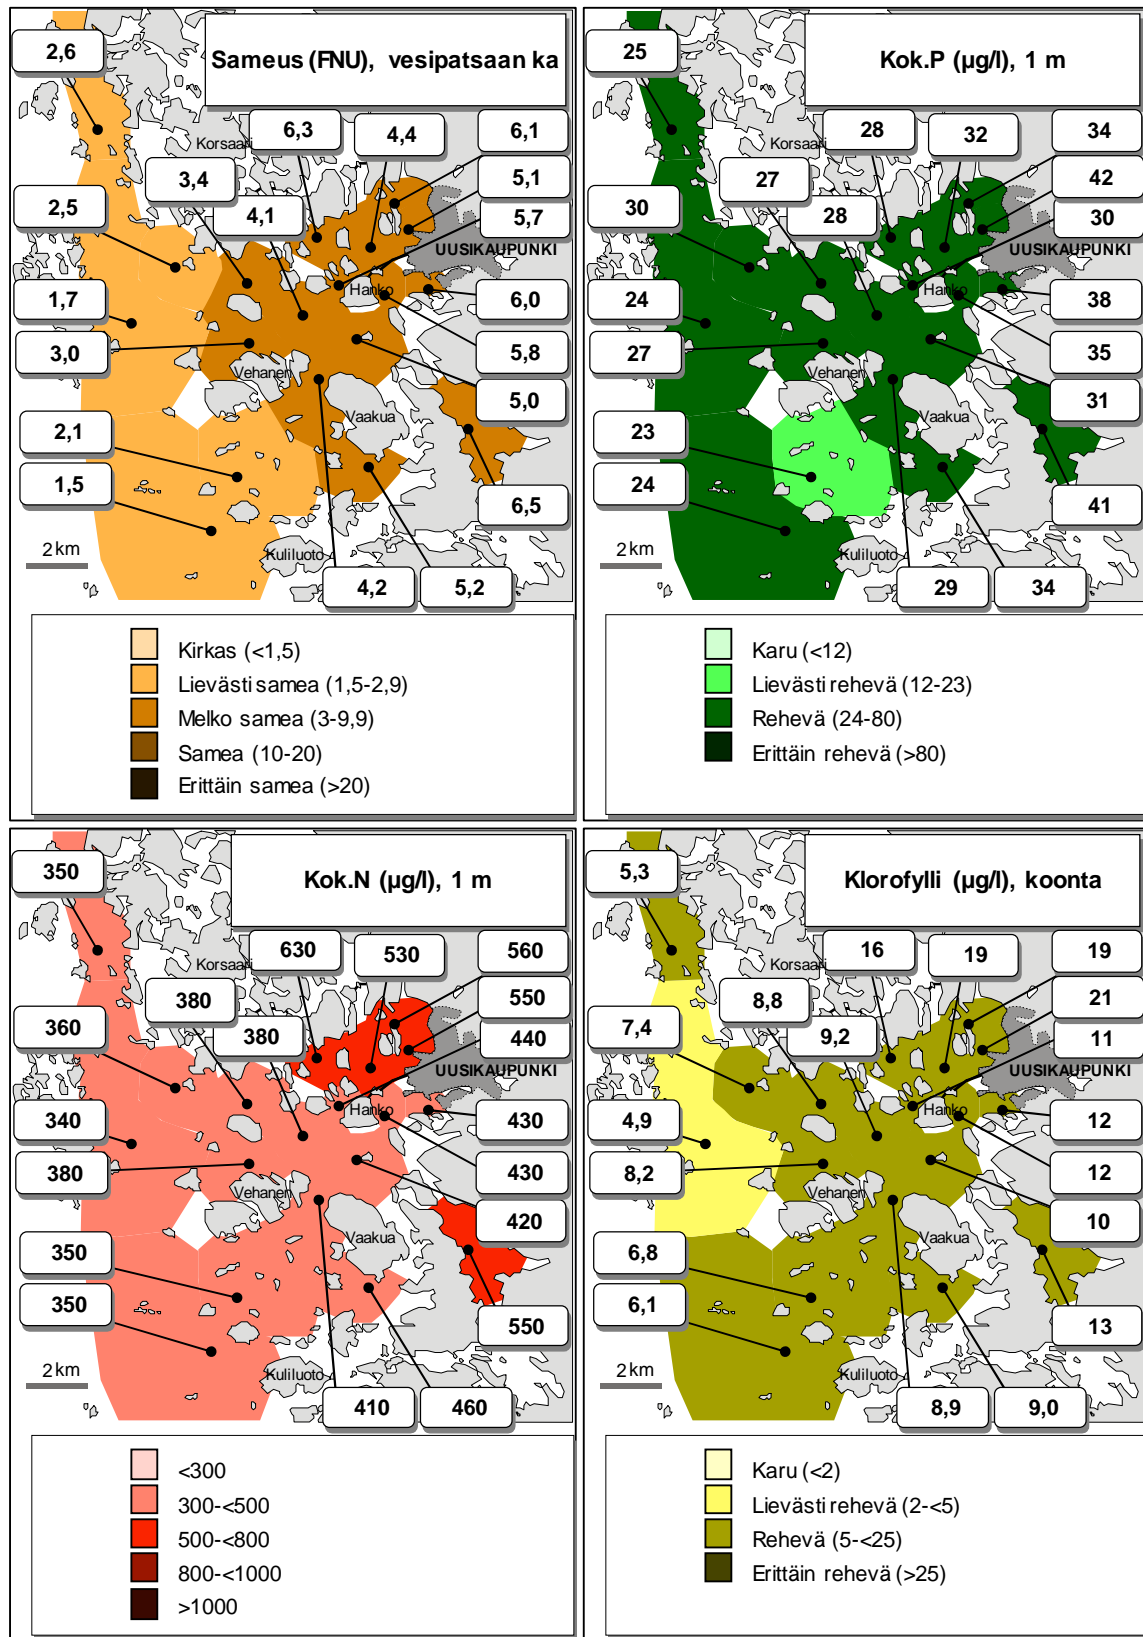 Sameus (FNU), vesipatsaan ka
2,6
6,3
4,4
6,1
Korsaari
3,4
5,1
2,5
4,1
5,7
UUSIKAUPUNKI
Hanko
1,7
6,0
3,0
5,8
Vehanen
5,0
Vaakua
2,1
1,5
6,5
2 km
Kuliluoto
4,2
5,2
Kirkas (<1,5)
Lievästi samea (1,5-2,9)
Melko samea (3-9,9)
Samea (10-20)
Erittäin samea (>20)
Kok.P (µg/l), 1 m
25
28
32
34
Korsaari
27
42
30
28
30
UUSIKAUPUNKI
Hanko
24
38
27
35
Vehanen
31
Vaakua
23
24
41
2 km
Kuliluoto
29
34
Karu (<12)
Lievästi rehevä (12-23)
Rehevä (24-80)
Erittäin rehevä (>80)
Kok.N (µg/l), 1 m
350
630
530
560
Korsaari
380
550
360
380
440
UUSIKAUPUNKI
Hanko
340
430
380
430
Vehanen
420
Vaakua
350
350
550
2 km
Kuliluoto
410
460
<300
300-<500
500-<800
800-<1000
>1000
Klorofylli (µg/l), koonta
5,3
16
19
19
Korsaari
8,8
21
7,4
9,2
11
UUSIKAUPUNKI
Hanko
4,9
12
8,2
12
Vehanen
10
Vaakua
6,8
6,1
13
2 km
Kuliluoto
8,9
9,0
Karu (<2)
Lievästi rehevä (2-<5)
Rehevä (5-<25)
Erittäin rehevä (>25)